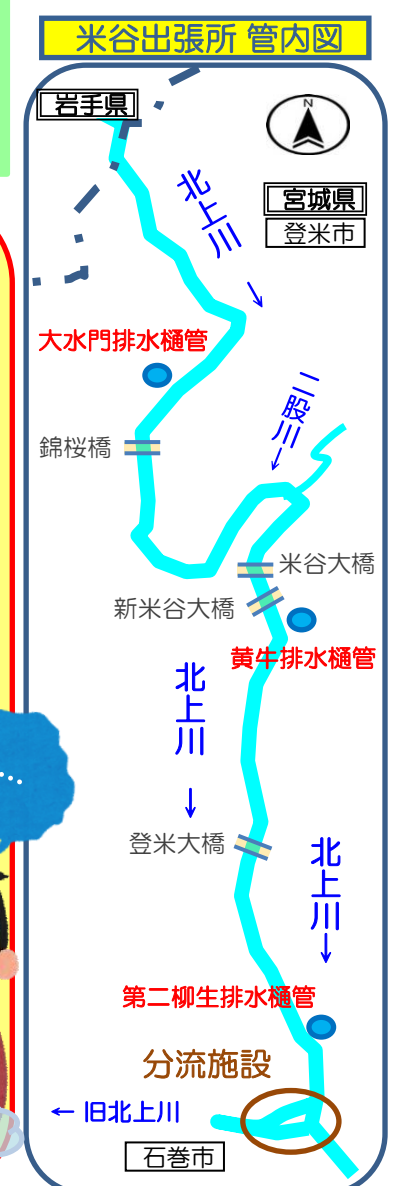 米谷出張所 管内図
岩手県
N
北上川
→
宮城県
登米市
大水門排水樋管
二股川
←
錦桜橋
米谷大橋
新米谷大橋
黄牛排水樋管
北上川
↓
登米大橋
北上川
↓
第二柳生排水樋管
分流施設
← 旧北上川
石巻市